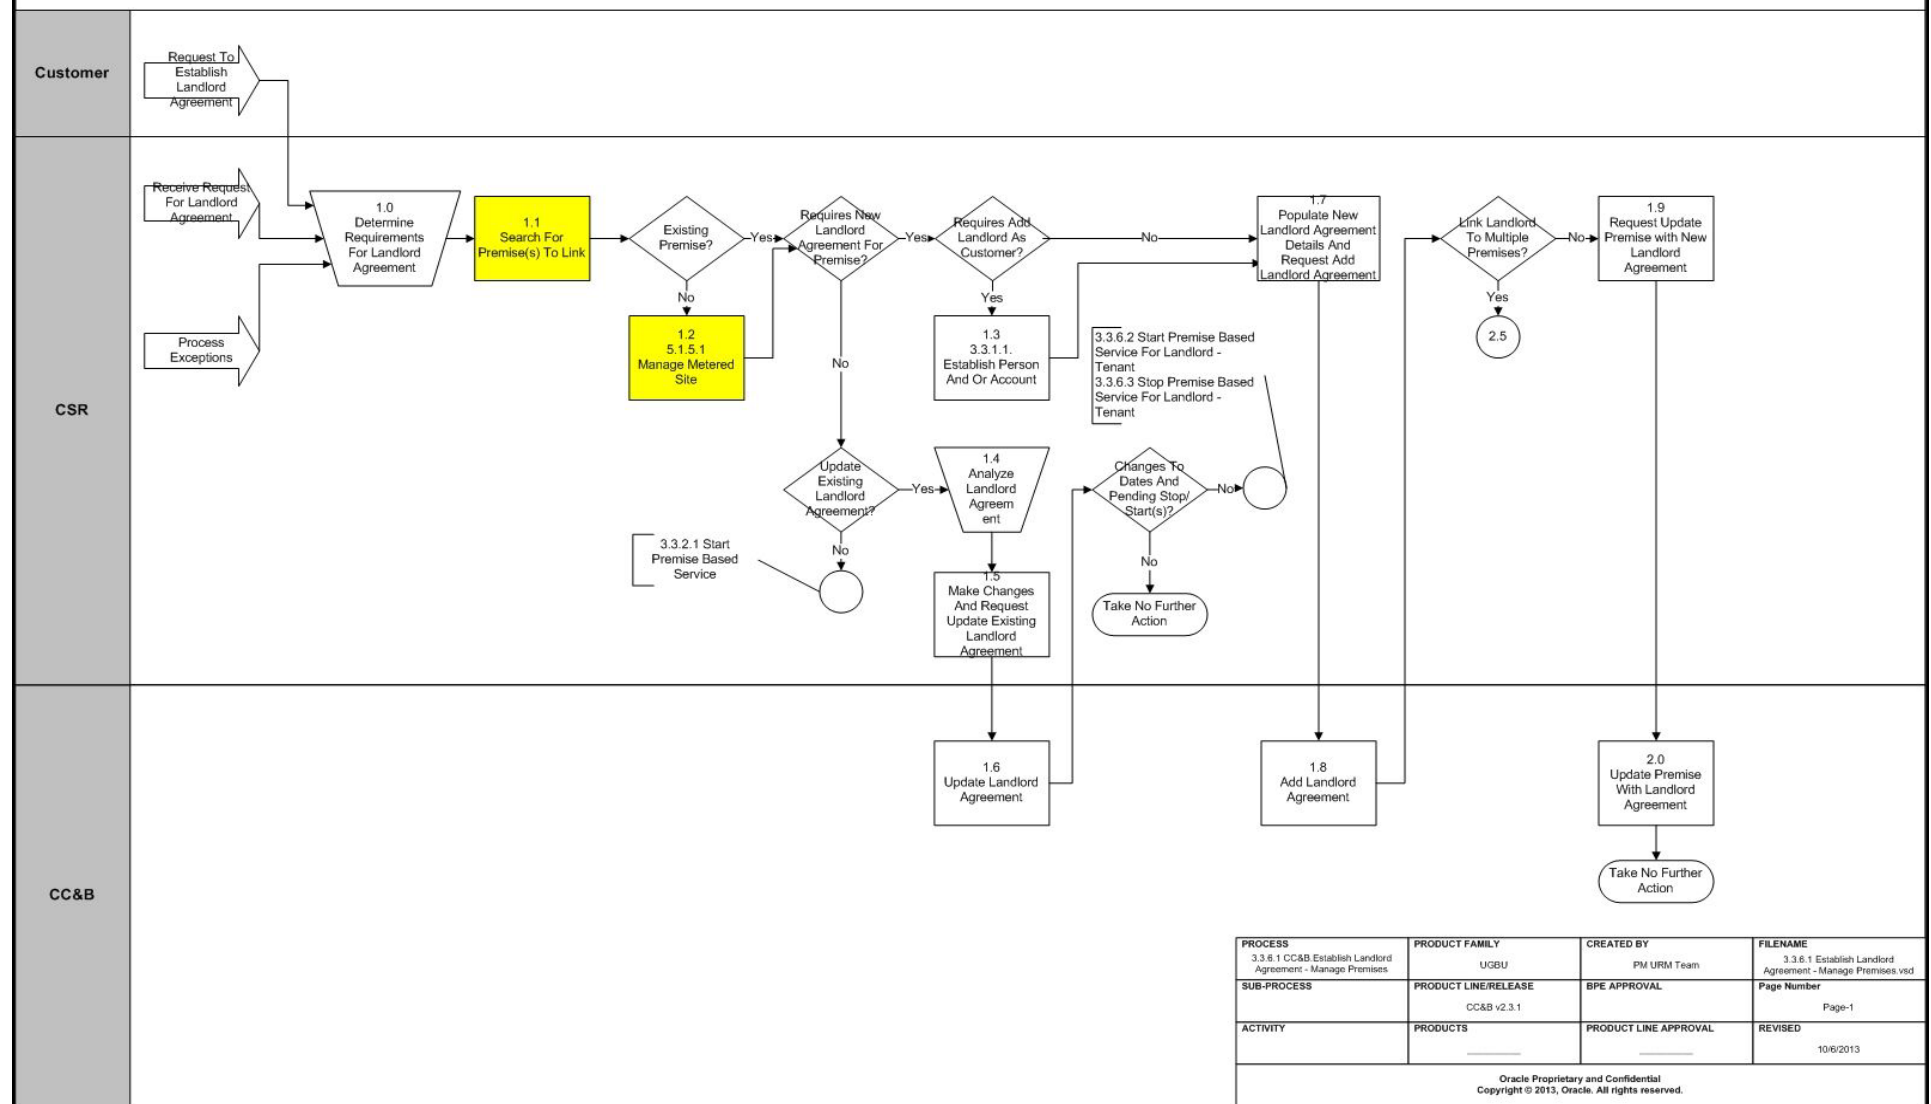 Customer
Request To
Establish
Landlord
Agreement
CSR
Receive Request
For Landlord
Agreement
Process
Exceptions
1.0
Determine
Requirements
For Landlord
Agreement
1.1
Search For
Premise(s) To Link
Existing
Premise?
Yes
No
1.2
5.1.5.1
Manage Metered
Site
Requires New
Landlord
Agreement For
Premise?
Yes
No
Requires Add
Landlord As
Customer?
No
Yes
1.3
3.3.1.1.
Establish Person
And Or Account
1.7
Populate New
Landlord Agreement
Details And
Request Add
Landlord Agreement
Link Landlord
To Multiple
Premises?
No
Yes
2.5
1.9
Request Update
Premise with New
Landlord
Agreement
3.3.6.2 Start Premise Based
Service For Landlord -
Tenant
3.3.6.3 Stop Premise Based
Service For Landlord -
Tenant
Update
Existing
Landlord
Agreement?
Yes
No
3.3.2.1 Start
Premise Based
Service
1.4
Analyze
Landlord
Agreem
ent
1.5
Make Changes
And Request
Update Existing
Landlord
Agreement
Changes To
Dates And
Pending Stop/
Start(s)?
No
No
Take No Further
Action
CC&B
1.6
Update Landlord
Agreement
1.8
Add Landlord
Agreement
2.0
Update Premise
With Landlord
Agreement
Take No Further
Action
PROCESS
3.3.6.1 CC&B.Establish Landlord
Agreement - Manage Premises
PRODUCT FAMILY
UGBU
CREATED BY
PM URM Team
FILENAME
3.3.6.1 Establish Landlord
Agreement - Manage Premises.vsd
SUB-PROCESS
PRODUCT LINE/RELEASE
CC&B v2.3.1
BPE APPROVAL
Page Number
Page-1
ACTIVITY
PRODUCTS
PRODUCT LINE APPROVAL
REVISED
10/6/2013
Oracle Proprietary and Confidential
Copyright © 2013, Oracle. All rights reserved.